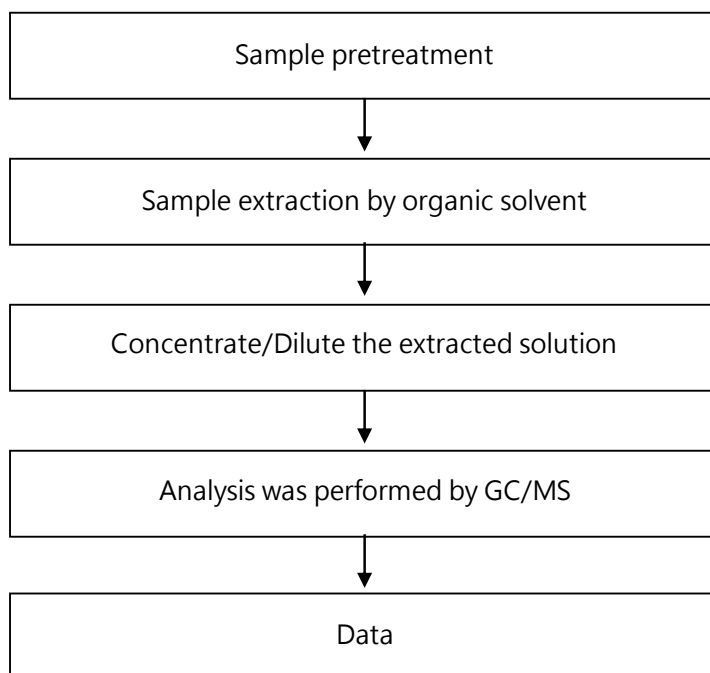 Sample pretreatment
Sample extraction by organic solvent
Concentrate/Dilute the extracted solution
Analysis was performed by GC/MS
Data